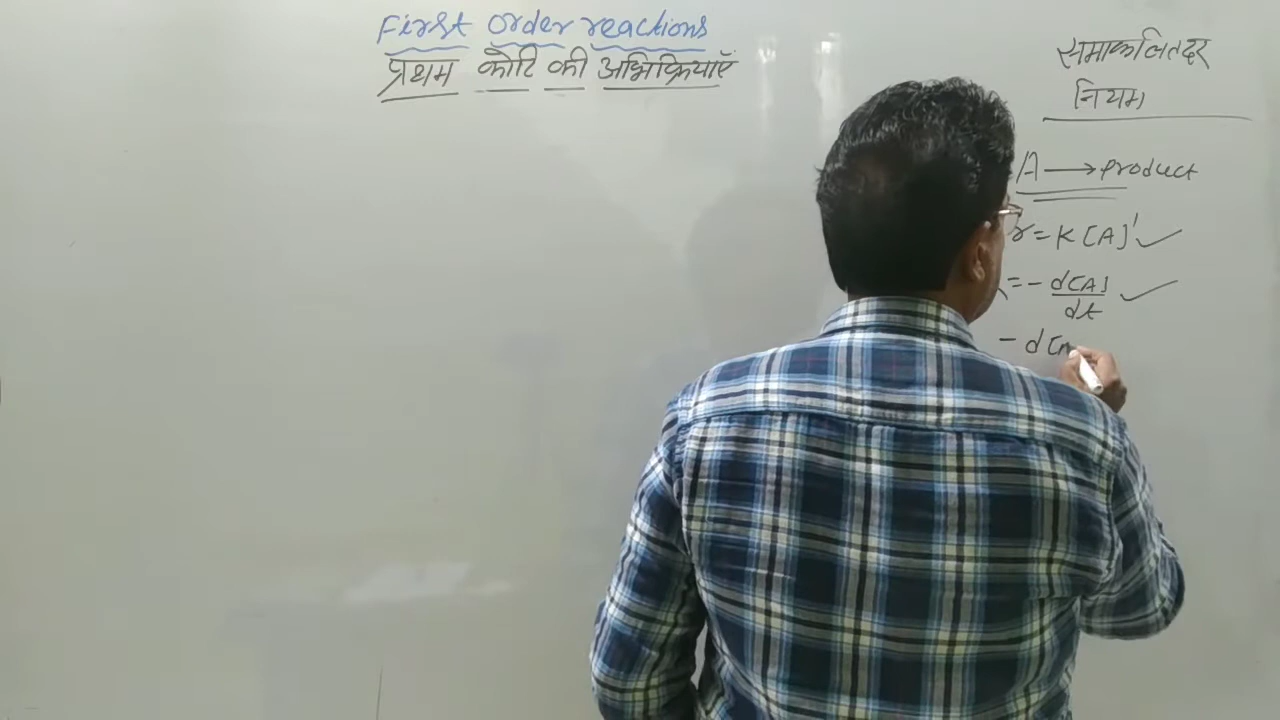 First order reactions
प्रथम कोटि की अभिक्रियाएँ
समाकलित दर
नियम
A → product
r = K[A]¹ ✓
= - d[A]/dt ✓
- d[